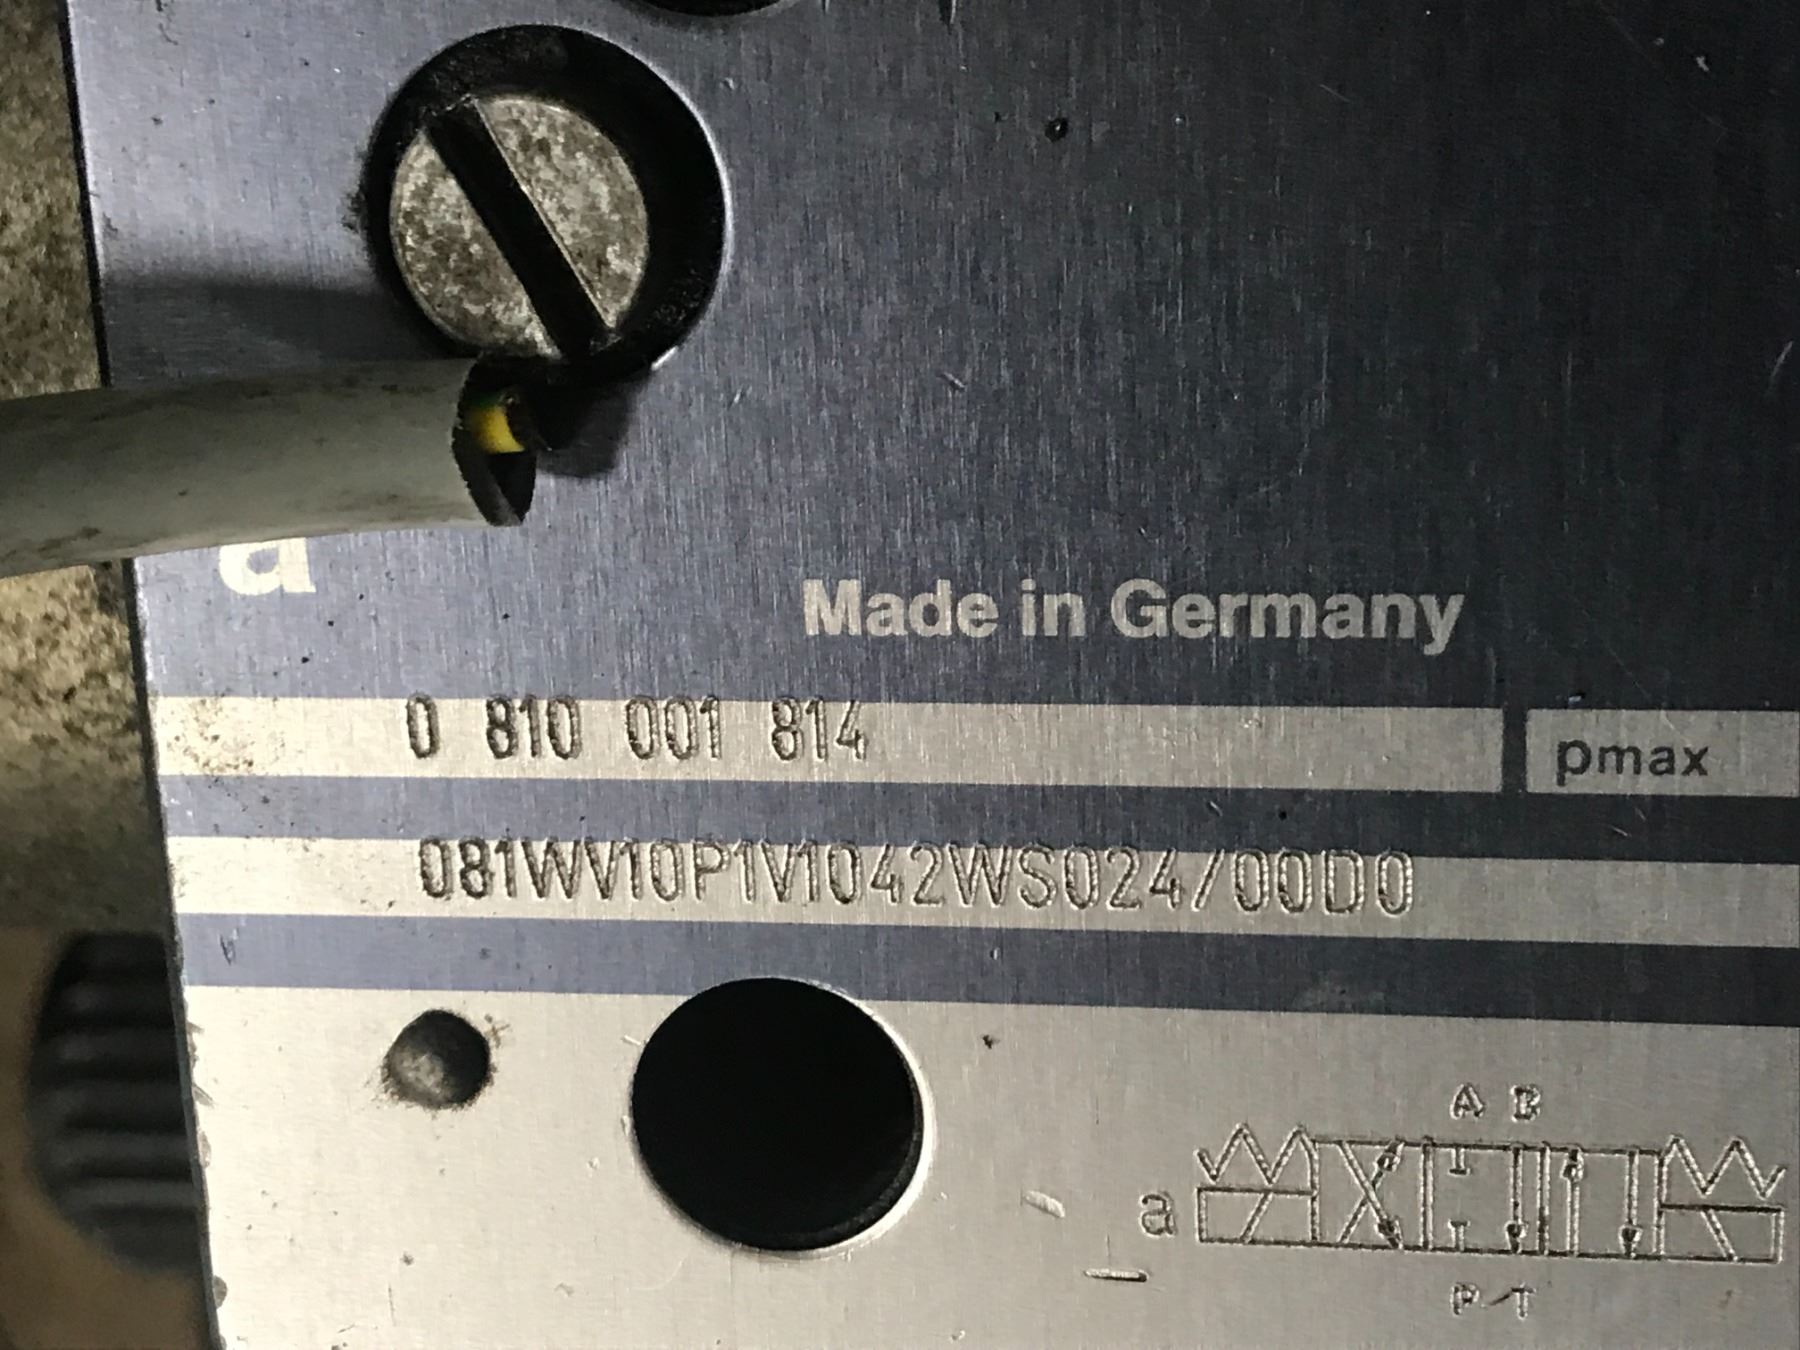 a
Made in Germany
0 810 001 814
pmax
081WV10P1V1042WS024/00D0
A B
a
P T